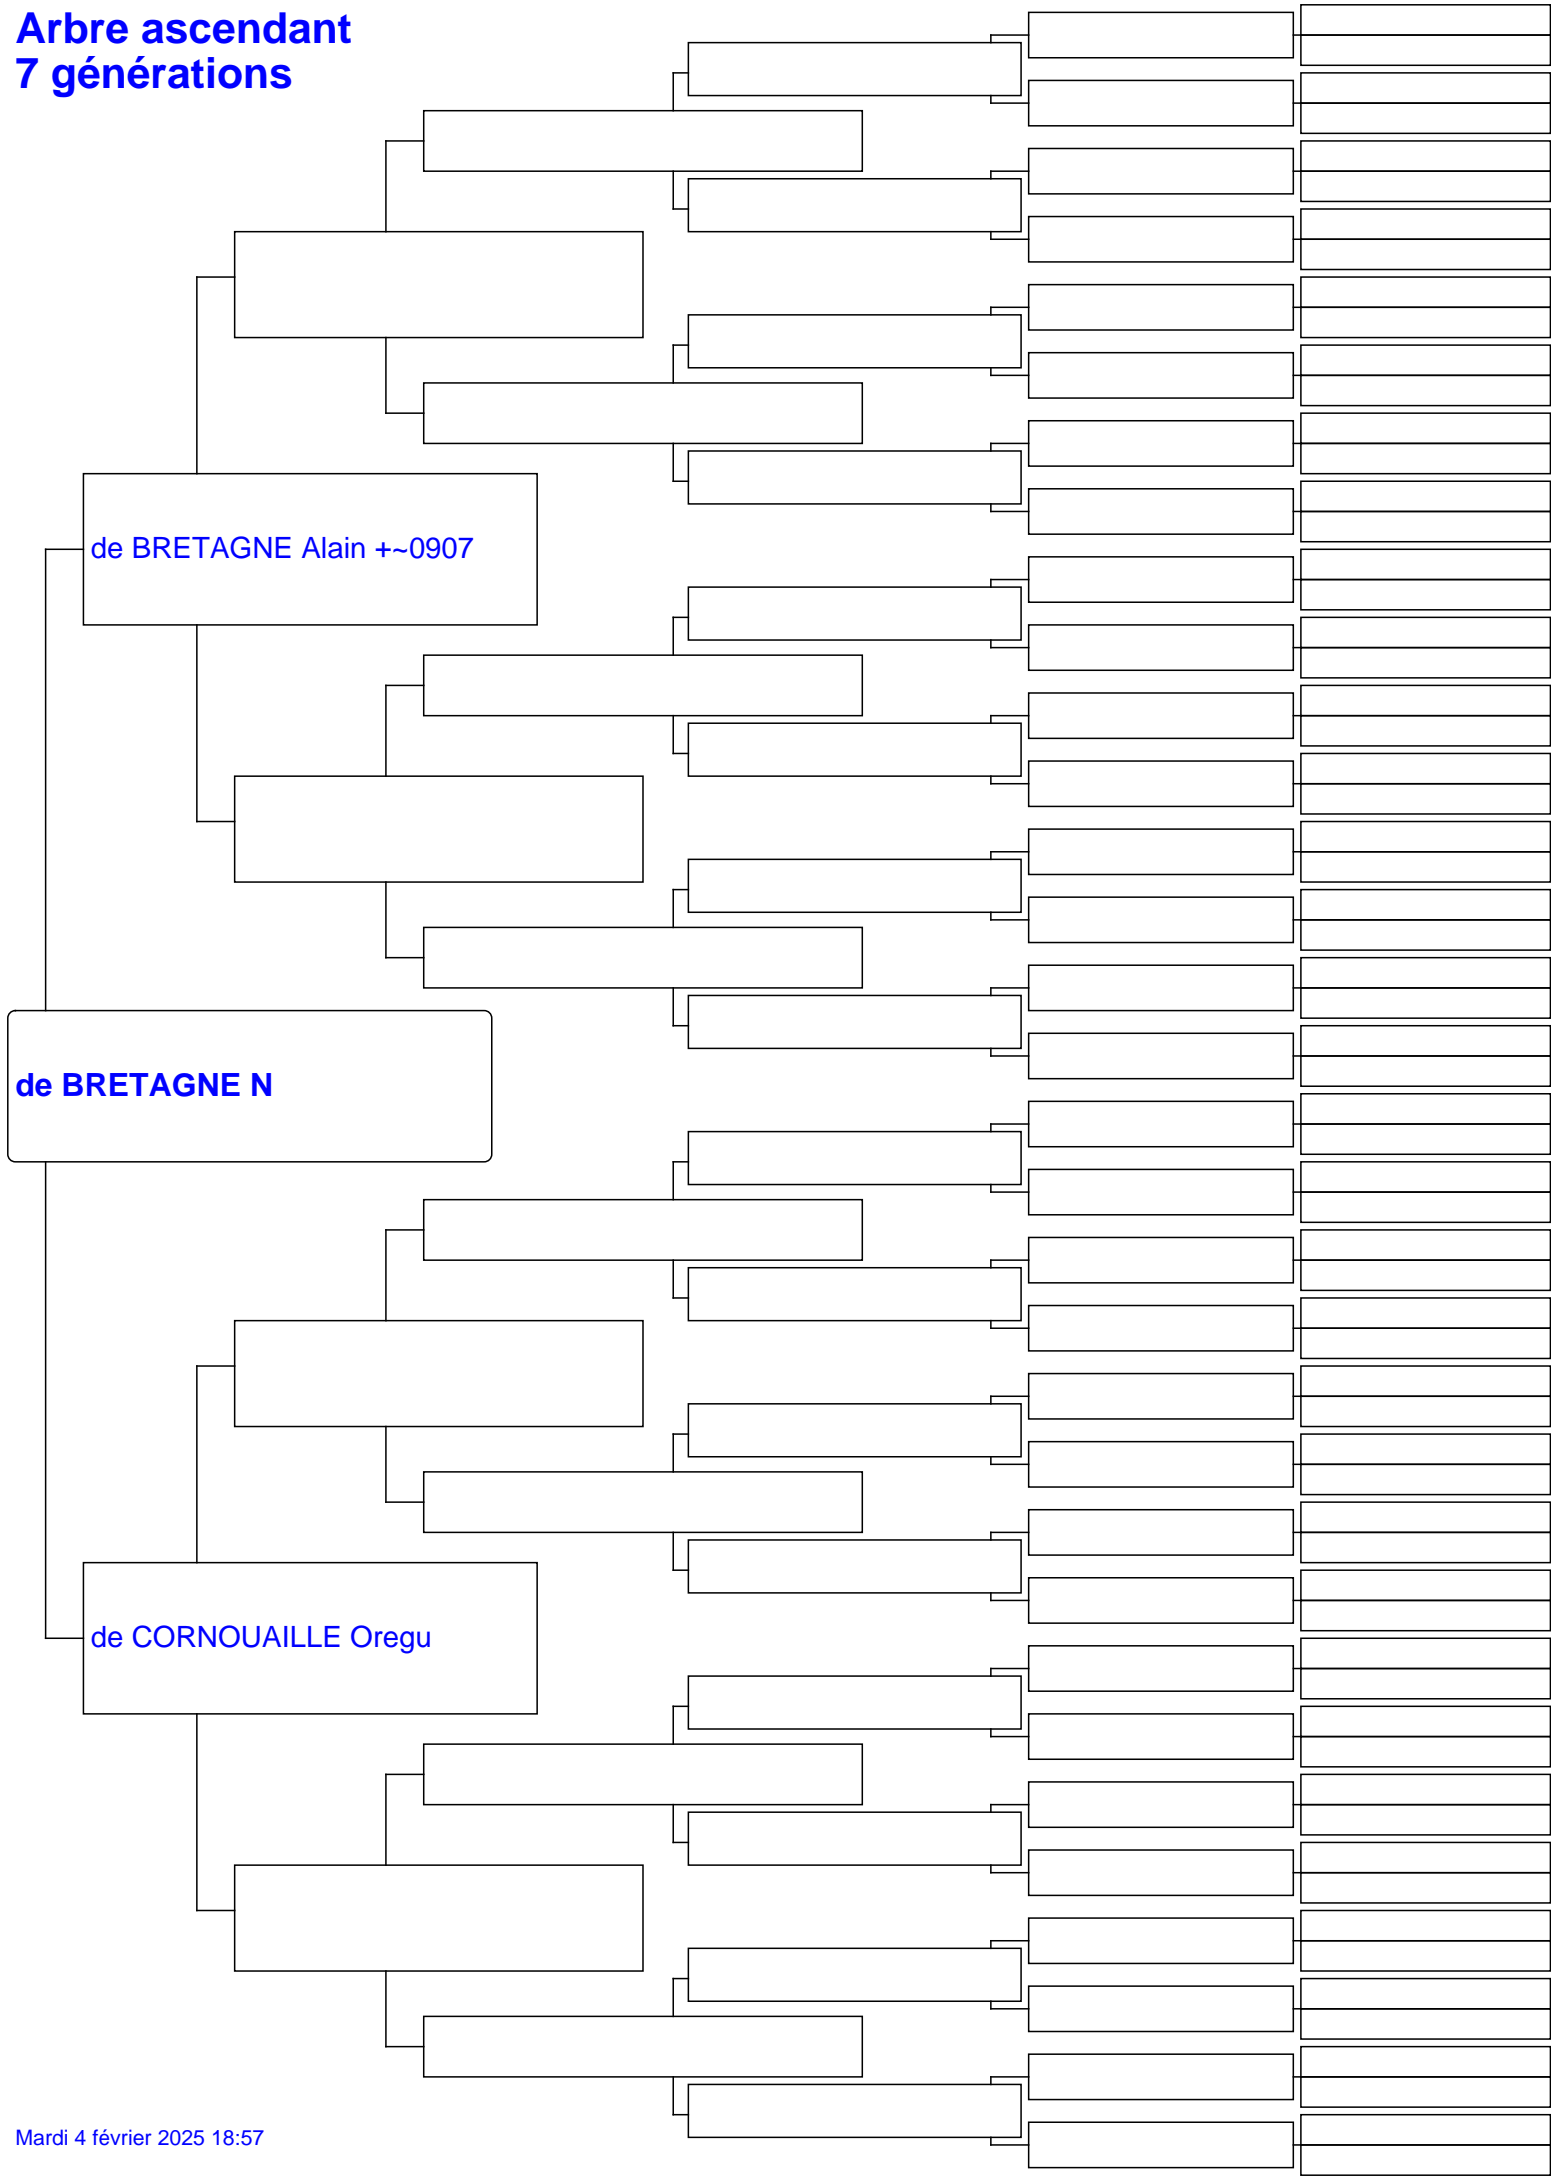 Arbre ascendant
7 générations
de BRETAGNE Alain +~0907
de BRETAGNE N
de CORNOUAILLE Oregu
Mardi 4 février 2025 18:57